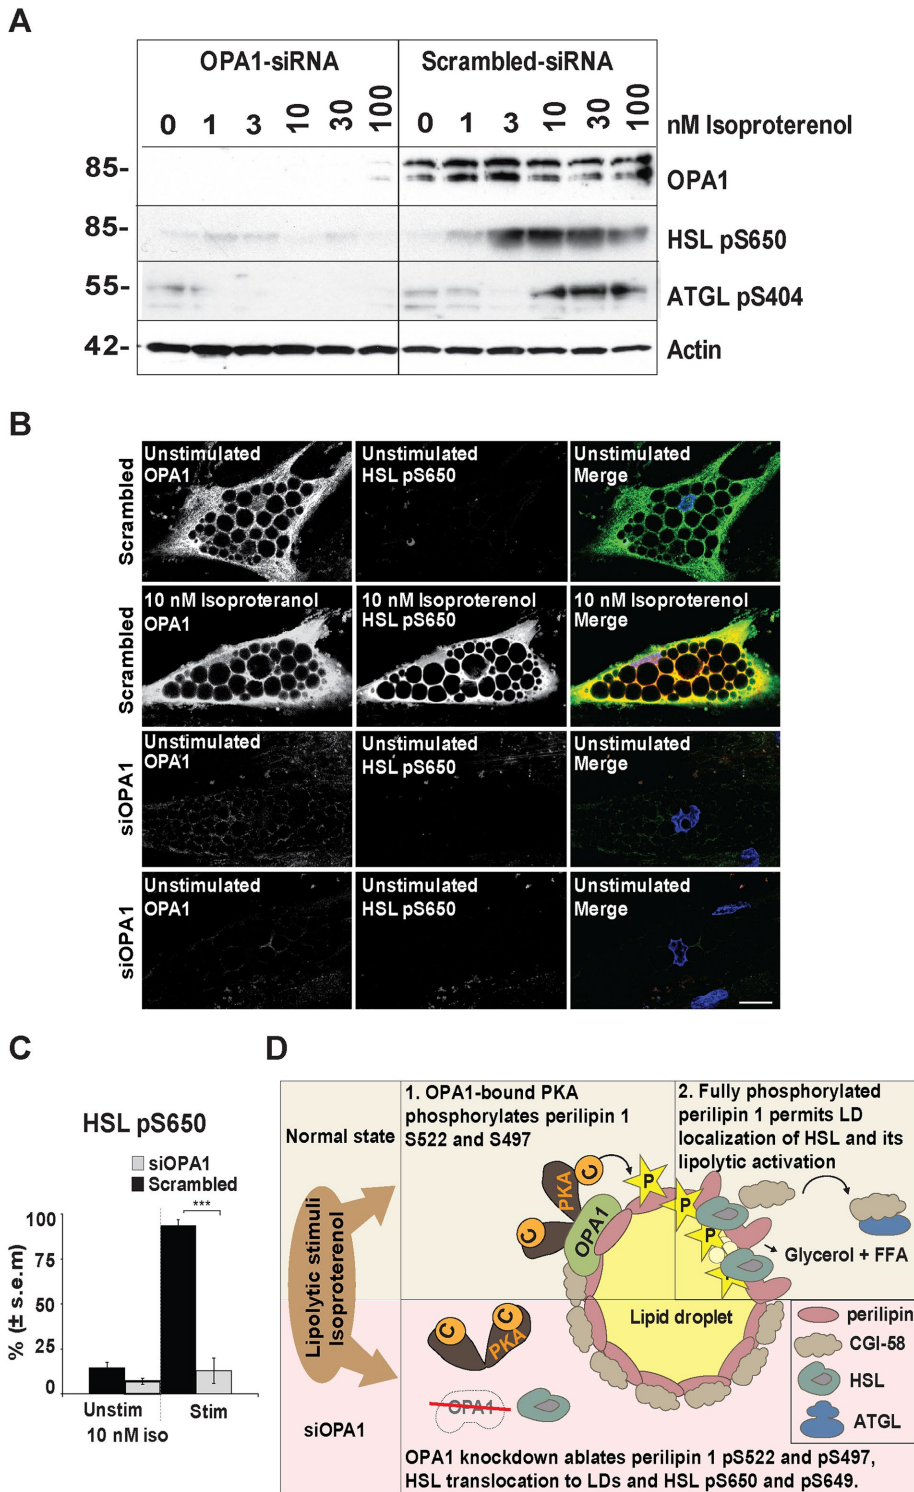 A
OPA1-siRNA
Scrambled-siRNA
0 1 3 10 30 100 0 1 3 10 30 100 nM Isoproterenol
85- OPA1
85- HSL pS650
55- ATGL pS404
42- Actin
B
Scrambled
Unstimulated
OPA1
Unstimulated
HSL pS650
Unstimulated
Merge
Scrambled
10 nM Isoproteranol
OPA1
10 nM Isoproterenol
HSL pS650
10 nM Isoproterenol
Merge
siOPA1
Unstimulated
OPA1
Unstimulated
HSL pS650
Unstimulated
Merge
siOPA1
Unstimulated
OPA1
Unstimulated
HSL pS650
Unstimulated
Merge
C
HSL pS650
siOPA1
Scrambled
***
100
75
50
25
0
% (± s.e.m)
Unstim
Stim
10 nM iso
D
Normal state
1. OPA1-bound PKA
phosphorylates perilipin 1
S522 and S497
2. Fully phosphorylated
perilipin 1 permits LD
localization of HSL and its
lipolytic activation
Lipolytic stimuli
Isoproterenol
C
PKA
C
OPA1
P
P
P
P
Glycerol + FFA
Lipid droplet
C
C
PKA
OPA1
perilipin
CGI-58
HSL
ATGL
siOPA1
OPA1 knockdown ablates perilipin 1 pS522 and pS497,
HSL translocation to LDs and HSL pS650 and pS649.